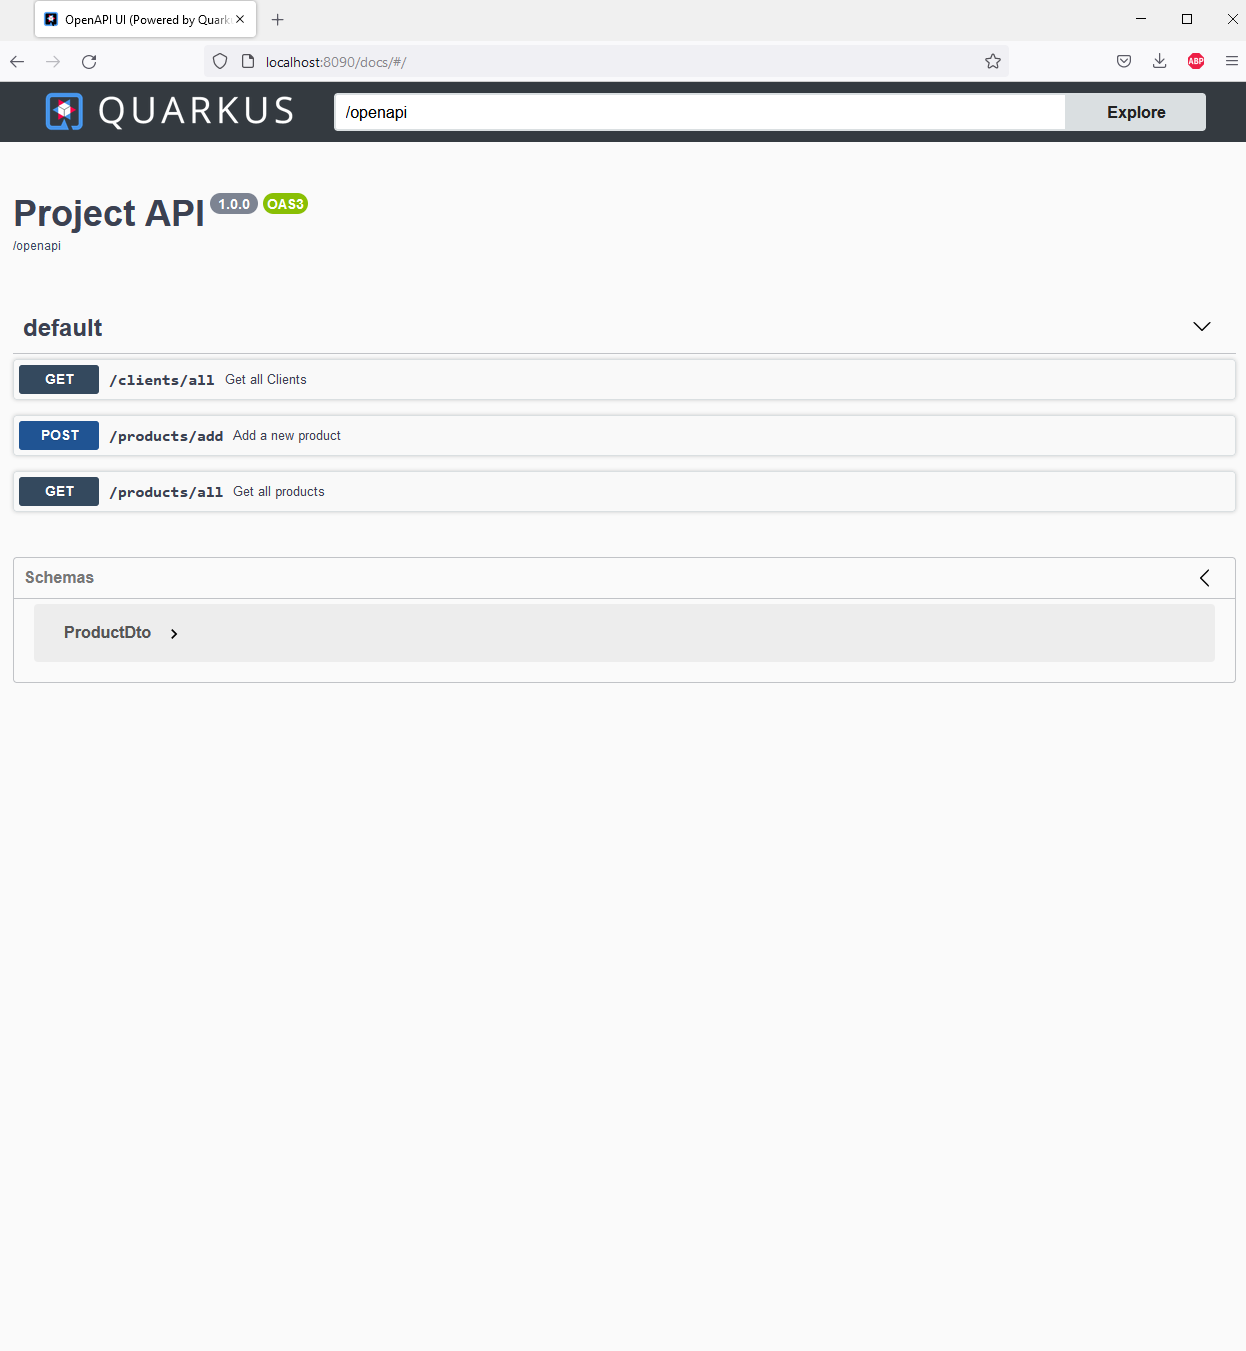 OpenAPI UI (Powered by Quark
localhost:8090/docs/#/
ABP
QUARKUS
/openapi
Explore
Project API 1.0.0 OAS3
/openapi
default
GET /clients/all Get all Clients
POST /products/add Add a new product
GET /products/all Get all products
Schemas
ProductDto